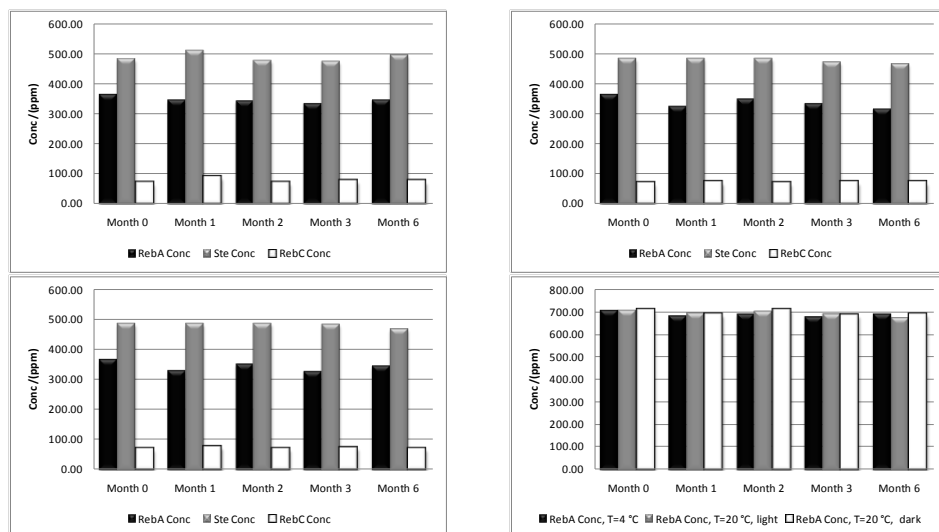 600.00
500.00
400.00
300.00
200.00
100.00
0.00
Conc /(ppm)
Month 0 Month 1 Month 2 Month 3 Month 6
RebA Conc Ste Conc RebC Conc
600.00
500.00
400.00
300.00
200.00
100.00
0.00
Conc /(ppm)
Month 0 Month 1 Month 2 Month 3 Month 6
RebA Conc Ste Conc RebC Conc
600.00
500.00
400.00
300.00
200.00
100.00
0.00
Conc /(ppm)
Month 0 Month 1 Month 2 Month 3 Month 6
RebA Conc Ste Conc RebC Conc
800.00
700.00
600.00
500.00
400.00
300.00
200.00
100.00
0.00
Conc /(ppm)
Month 0 Month 1 Month 2 Month 3 Month 6
RebA Conc, T=4 °C RebA Conc, T=20 °C, light RebA Conc, T=20 °C, dark